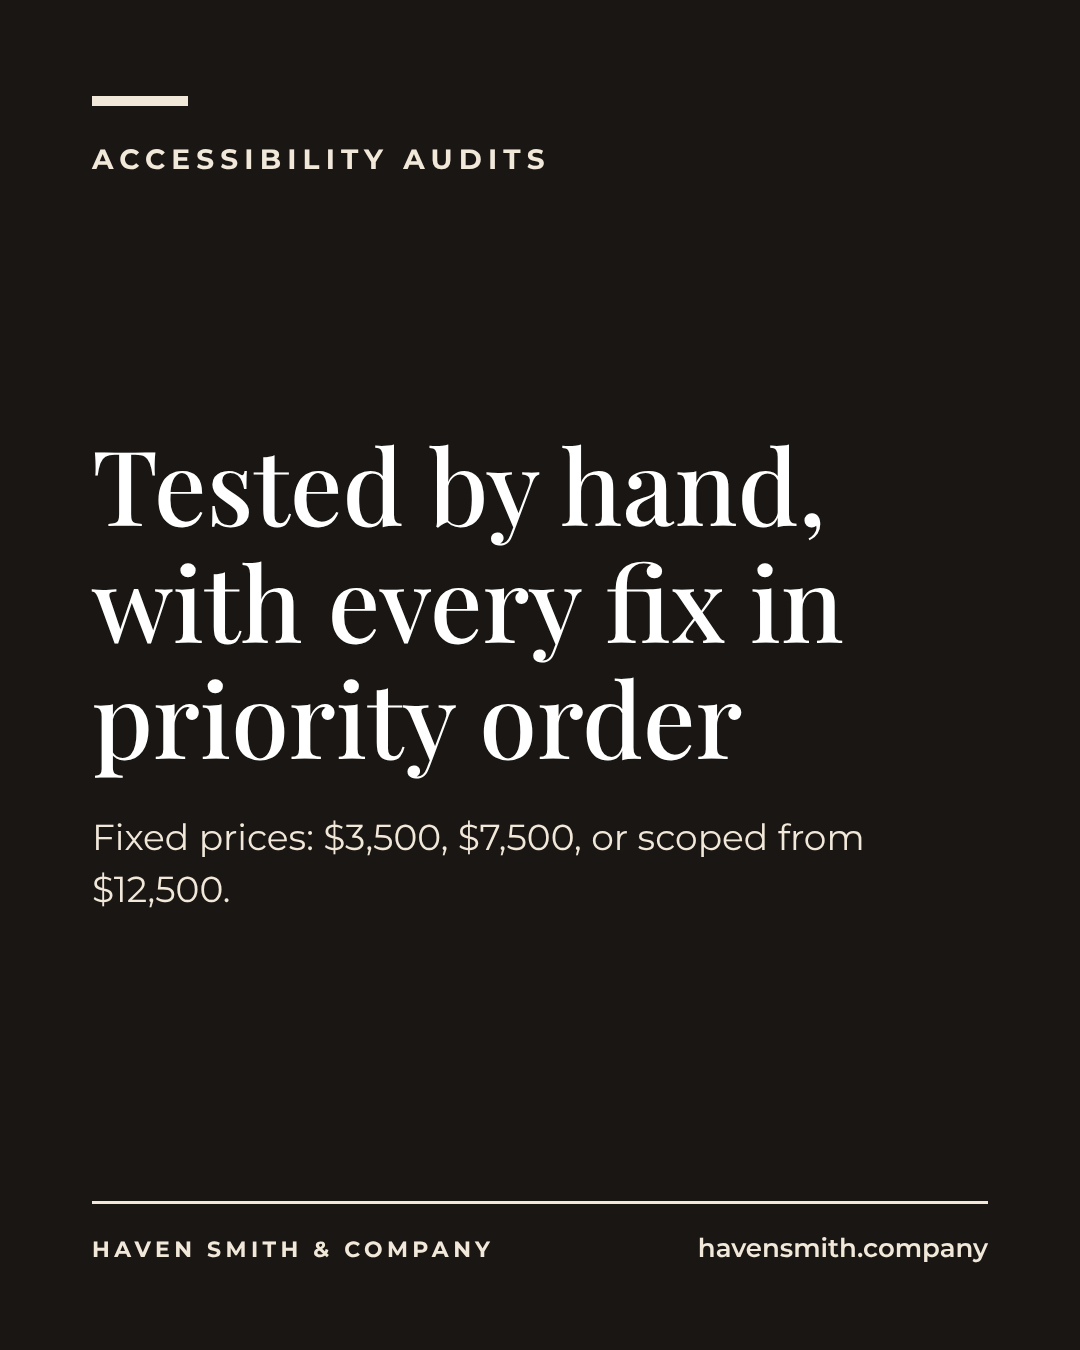 ACCESSIBILITY AUDITS
Tested by hand,
with every fix in
priority order
Fixed prices: $3,500, $7,500, or scoped from
$12,500.
HAVEN SMITH & COMPANY
havensmith.company